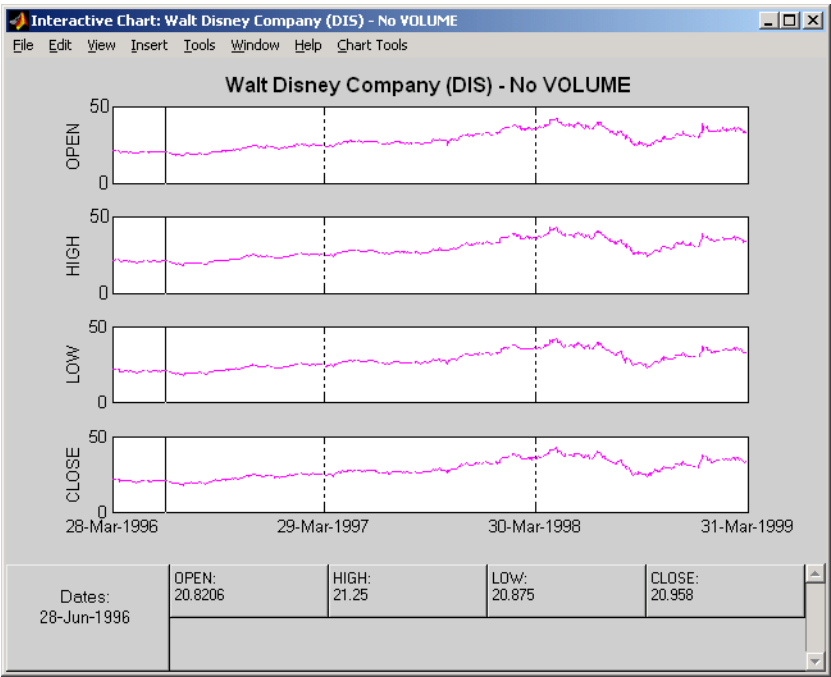 Interactive Chart: Walt Disney Company (DIS) - No VOLUME
File Edit View Insert Tools Window Help Chart Tools
Walt Disney Company (DIS) - No VOLUME
50
OPEN
0
50
HIGH
0
50
LOW
0
50
CLOSE
0
28-Mar-1996 29-Mar-1997 30-Mar-1998 31-Mar-1999
Dates:
28-Jun-1996
OPEN:
20.8206
HIGH:
21.25
LOW:
20.875
CLOSE:
20.958